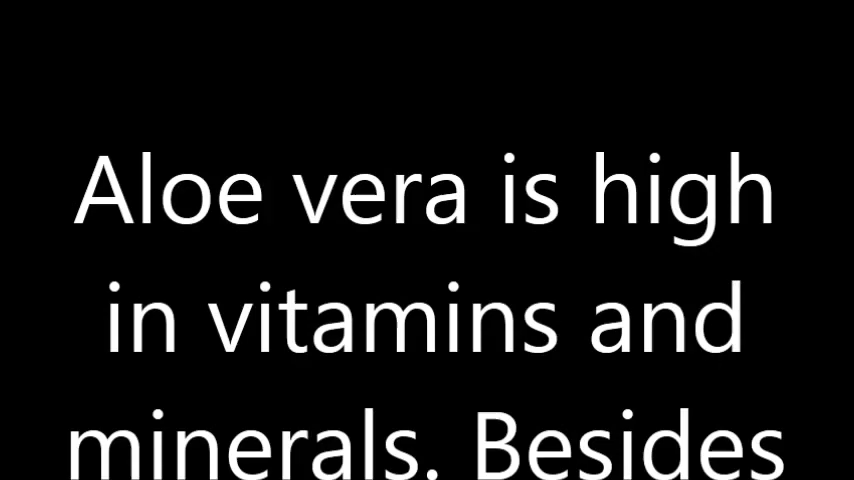 Aloe vera is high
in vitamins and
minerals. Besides